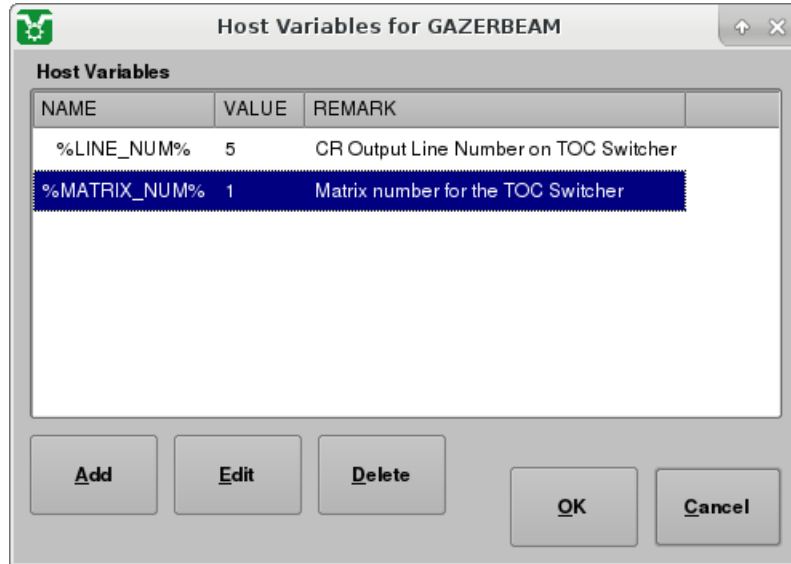 Host Variables for GAZERBEAM
Host Variables
NAME VALUE REMARK
%LINE_NUM% 5 CR Output Line Number on TOC Switcher
%MATRIX_NUM% 1 Matrix number for the TOC Switcher
Add Edit Delete
OK Cancel